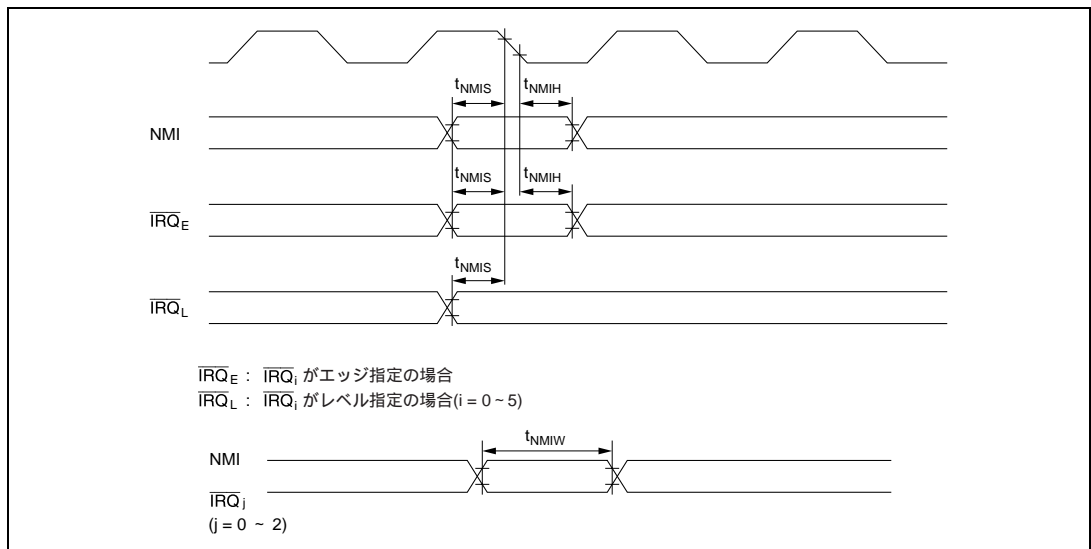 tNMIS tNMIH
NMI
tNMIS tNMIH
IRQE
tNMIS
IRQL
IRQE : IRQi がエッジ指定の場合
IRQL : IRQi がレベル指定の場合(i = 0 ~ 5)
tNMIW
NMI
IRQj
(j = 0 ~ 2)